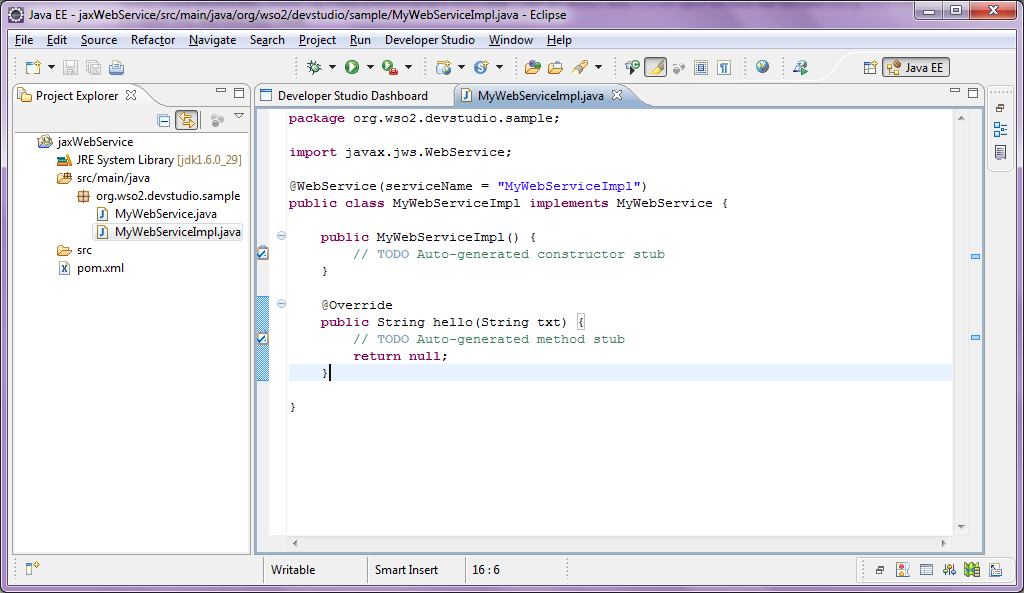 Java EE - jaxWebService/src/main/java/org/wso2/devstudio/sample/MyWebServiceImpl.java - Eclipse
File Edit Source Refactor Navigate Search Project Run Developer Studio Window Help
Java EE
Project Explorer
Developer Studio Dashboard
MyWebServiceImpl.java
jaxWebService
JRE System Library [jdk1.6.0_29]
src/main/java
org.wso2.devstudio.sample
MyWebService.java
MyWebServiceImpl.java
src
pom.xml
package org.wso2.devstudio.sample;
import javax.jws.WebService;
@WebService(serviceName = "MyWebServiceImpl")
public class MyWebServiceImpl implements MyWebService {
public MyWebServiceImpl() {
// TODO Auto-generated constructor stub
}
@Override
public String hello(String txt) {
// TODO Auto-generated method stub
return null;
}
}
Writable
Smart Insert
16 : 6